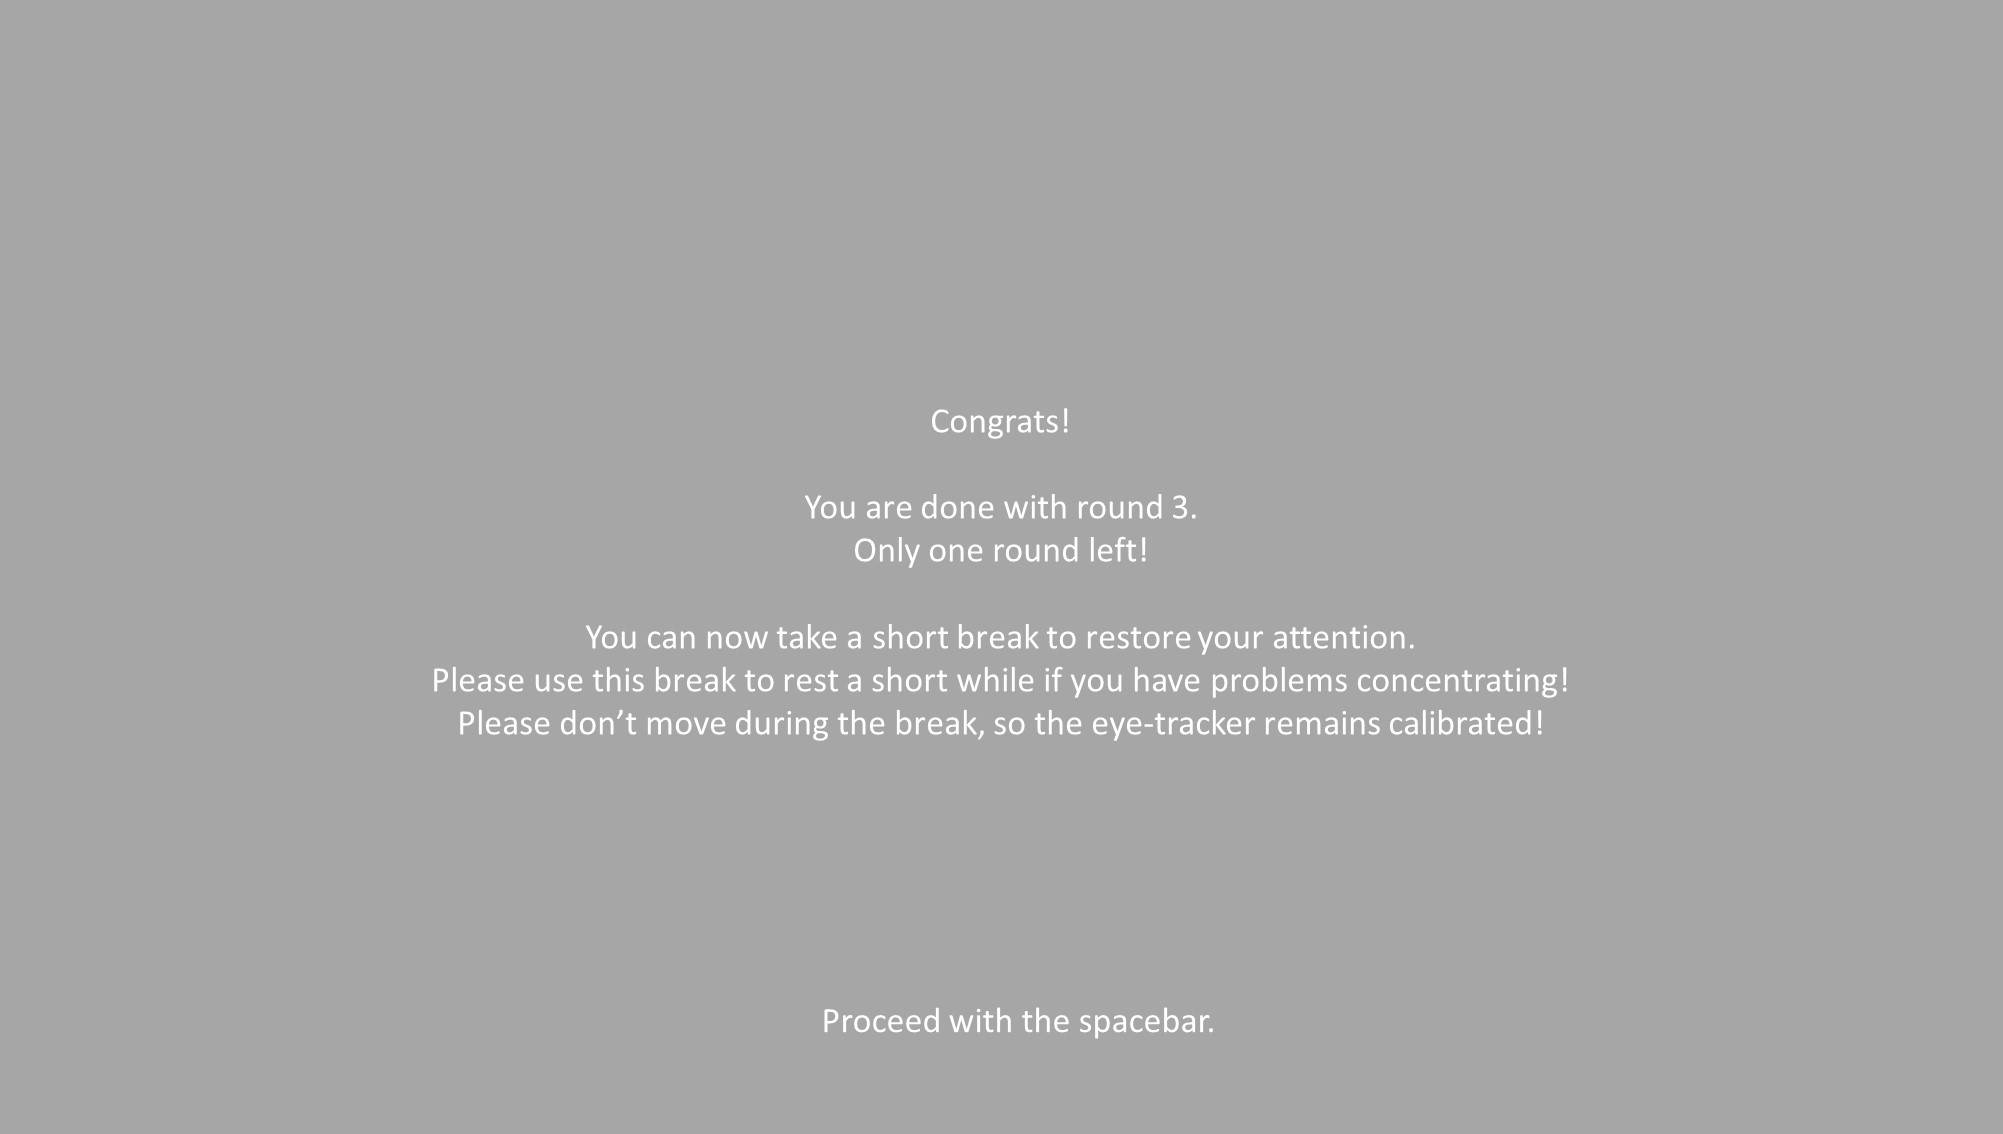 Congrats!
You are done with round 3.
Only one round left!
You can now take a short break to restore your attention.
Please use this break to rest a short while if you have problems concentrating!
Please don’t move during the break, so the eye-tracker remains calibrated!
Proceed with the spacebar.